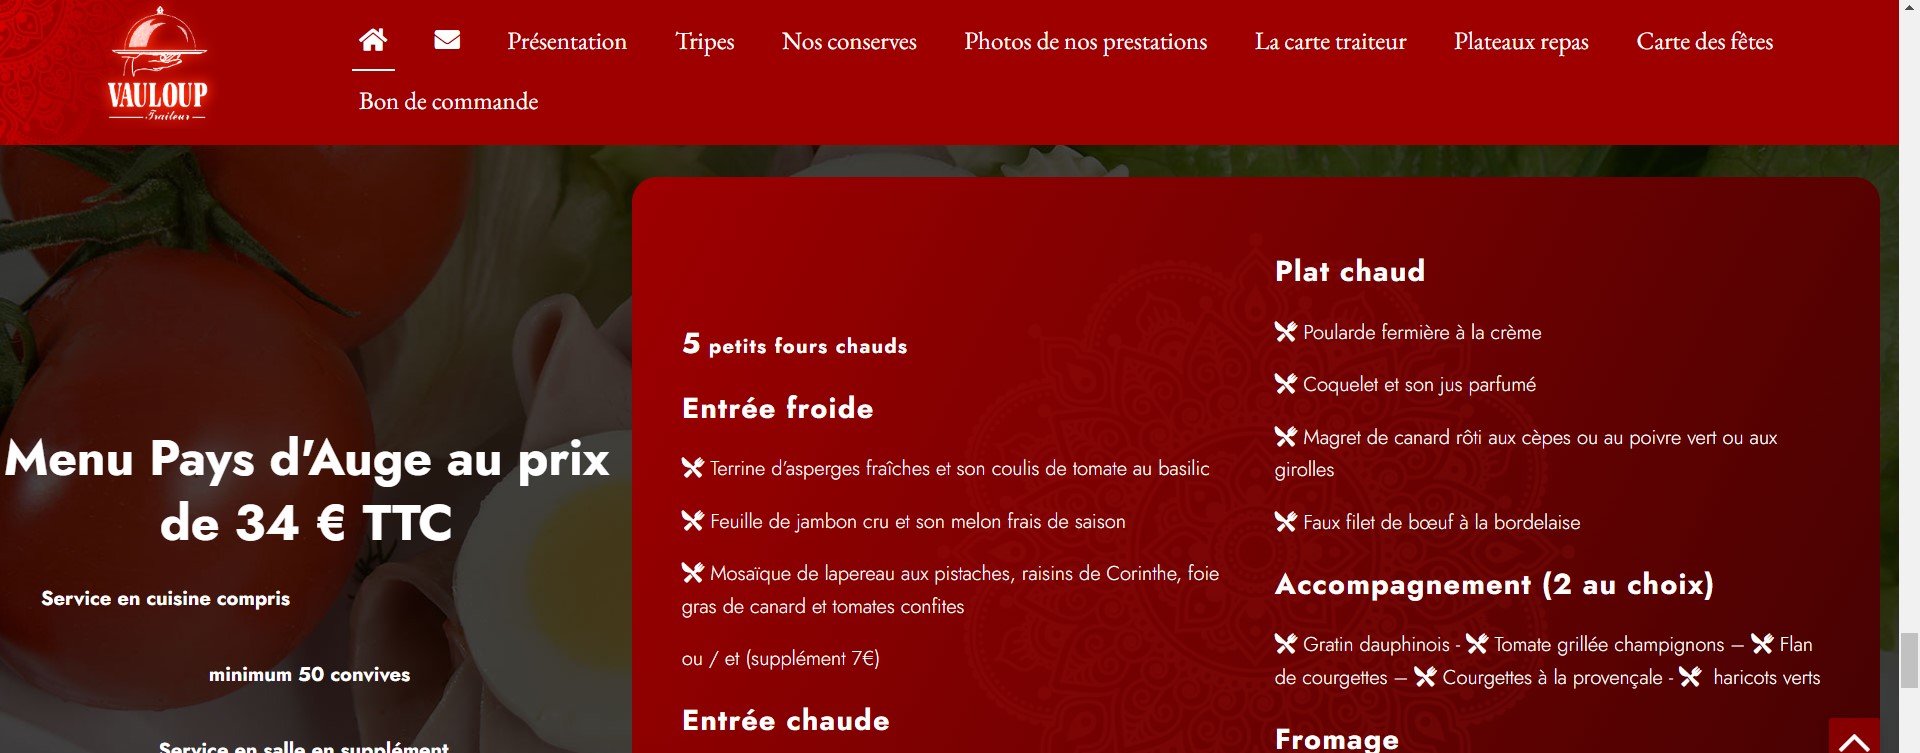 VAULOUP
Traiteur
Présentation
Tripes
Nos conserves
Photos de nos prestations
La carte traiteur
Plateaux repas
Carte des fêtes
Bon de commande
Menu Pays d'Auge au prix
de 34 € TTC
Service en cuisine compris
minimum 50 convives
Service en salle en supplément
5 petits fours chauds
Entrée froide
Terrine d'asperges fraîches et son coulis de tomate au basilic
Feuille de jambon cru et son melon frais de saison
Mosaïque de lapereau aux pistaches, raisins de Corinthe, foie
gras de canard et tomates confites
ou / et (supplément 7€)
Entrée chaude
Plat chaud
Poularde fermière à la crème
Coquelet et son jus parfumé
Magret de canard rôti aux cèpes ou au poivre vert ou aux
girolles
Faux filet de bœuf à la bordelaise
Accompagnement (2 au choix)
Gratin dauphinois - Tomate grillée champignons – Flan
de courgettes – Courgettes à la provençale - haricots verts
Fromage